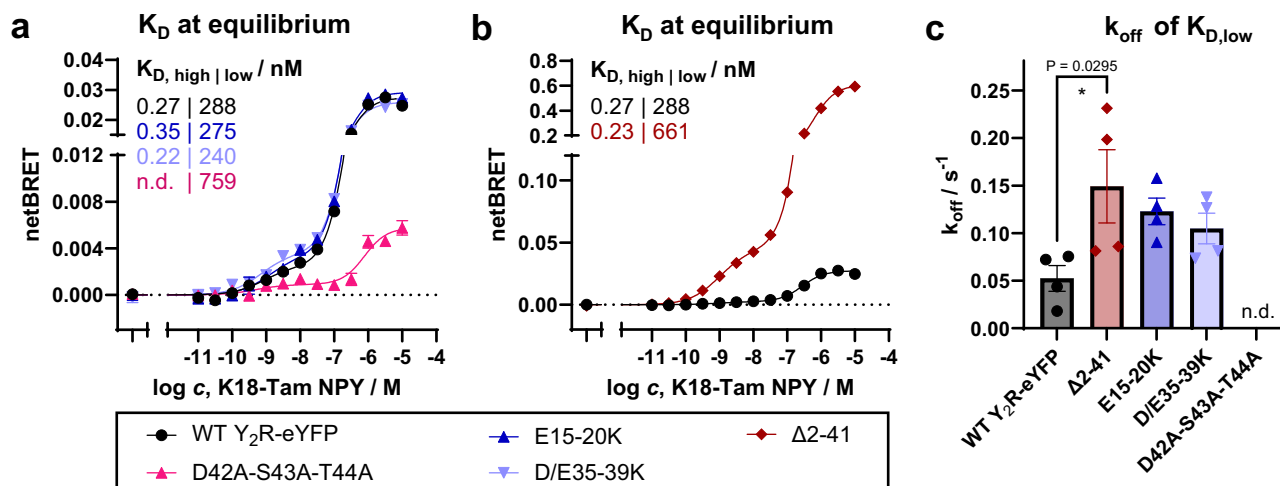 a
K_D at equilibrium
K_D, high | low / nM
0.27 | 288
0.35 | 275
0.22 | 240
n.d. | 759
netBRET
0.03
0.02
0.012
0.008
0.004
0.000
-11 -10 -9 -8 -7 -6 -5 -4
log c, K18-Tam NPY / M
b
K_D at equilibrium
K_D, high | low / nM
0.27 | 288
0.23 | 661
netBRET
0.8
0.6
0.4
0.2
0.10
0.05
0.00
-11 -10 -9 -8 -7 -6 -5 -4
log c, K18-Tam NPY / M
c
k_off of K_D,low
P = 0.0295
*
k_off / s⁻¹
0.25
0.20
0.15
0.10
0.05
0.00
n.d.
WT Y₂R-eYFP
Δ2-41
E15-20K
D/E35-39K
D42A-S43A-T44A
WT Y₂R-eYFP
E15-20K
Δ2-41
D42A-S43A-T44A
D/E35-39K